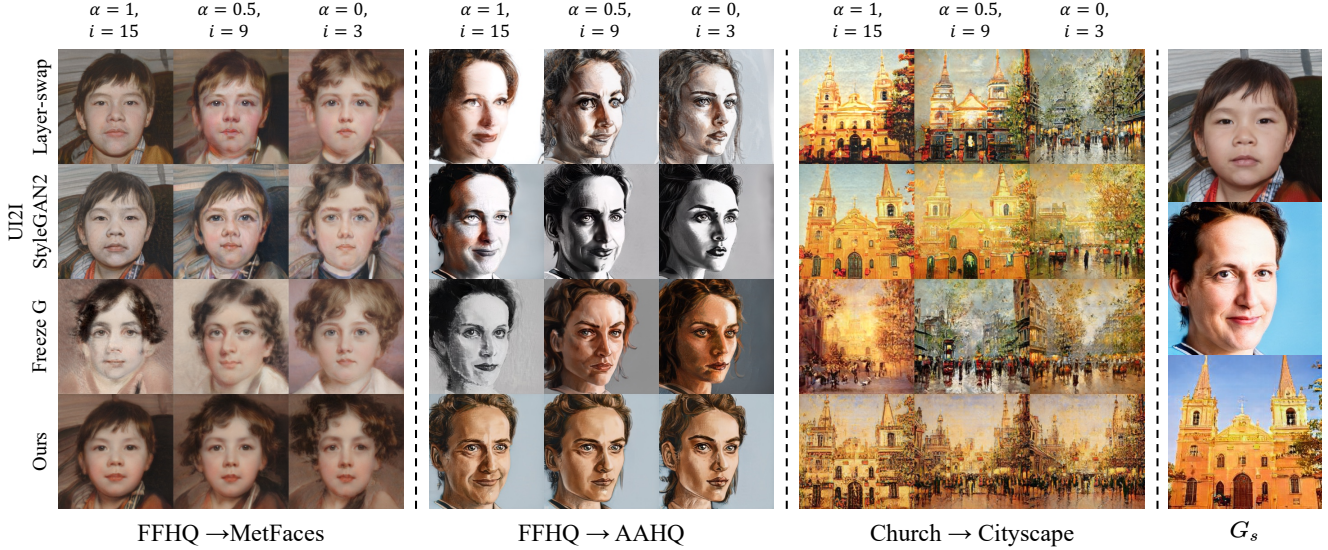 α = 1, α = 0.5, α = 0, α = 1, α = 0.5, α = 0, α = 1, α = 0.5, α = 0,
i = 15 i = 9 i = 3 i = 15 i = 9 i = 3 i = 15 i = 9 i = 3
Layer-swap
UI2I
StyleGAN2
Freeze G
Ours
FFHQ →MetFaces FFHQ → AAHQ Church → Cityscape Gₛ